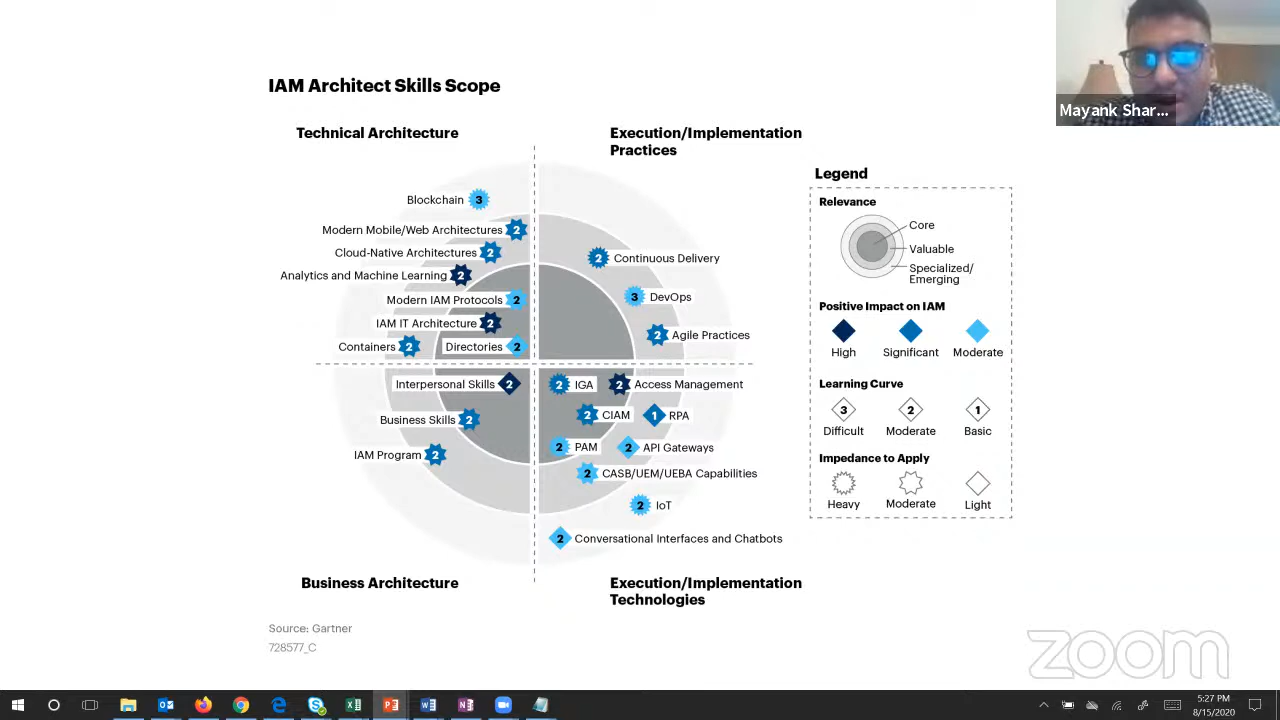 IAM Architect Skills Scope
Mayank Shar...
Technical Architecture
Execution/Implementation
Practices
Blockchain 3
Modern Mobile/Web Architectures 2
Cloud-Native Architectures 2
Analytics and Machine Learning 2
Modern IAM Protocols 2
IAM IT Architecture 2
Containers 2
Directories 2
2 Continuous Delivery
3 DevOps
2 Agile Practices
Interpersonal Skills 2
Business Skills 2
IAM Program 2
2 IGA
2 Access Management
2 CIAM
1 RPA
2 PAM
2 API Gateways
2 CASB/UEM/UEBA Capabilities
2 IoT
2 Conversational Interfaces and Chatbots
Business Architecture
Execution/Implementation
Technologies
Legend
Relevance
Core
Valuable
Specialized/
Emerging
Positive Impact on IAM
High
Significant
Moderate
Learning Curve
3
2
1
Difficult
Moderate
Basic
Impedance to Apply
Heavy
Moderate
Light
Source: Gartner
728577_C
zoom
5:27 PM
8/15/2020